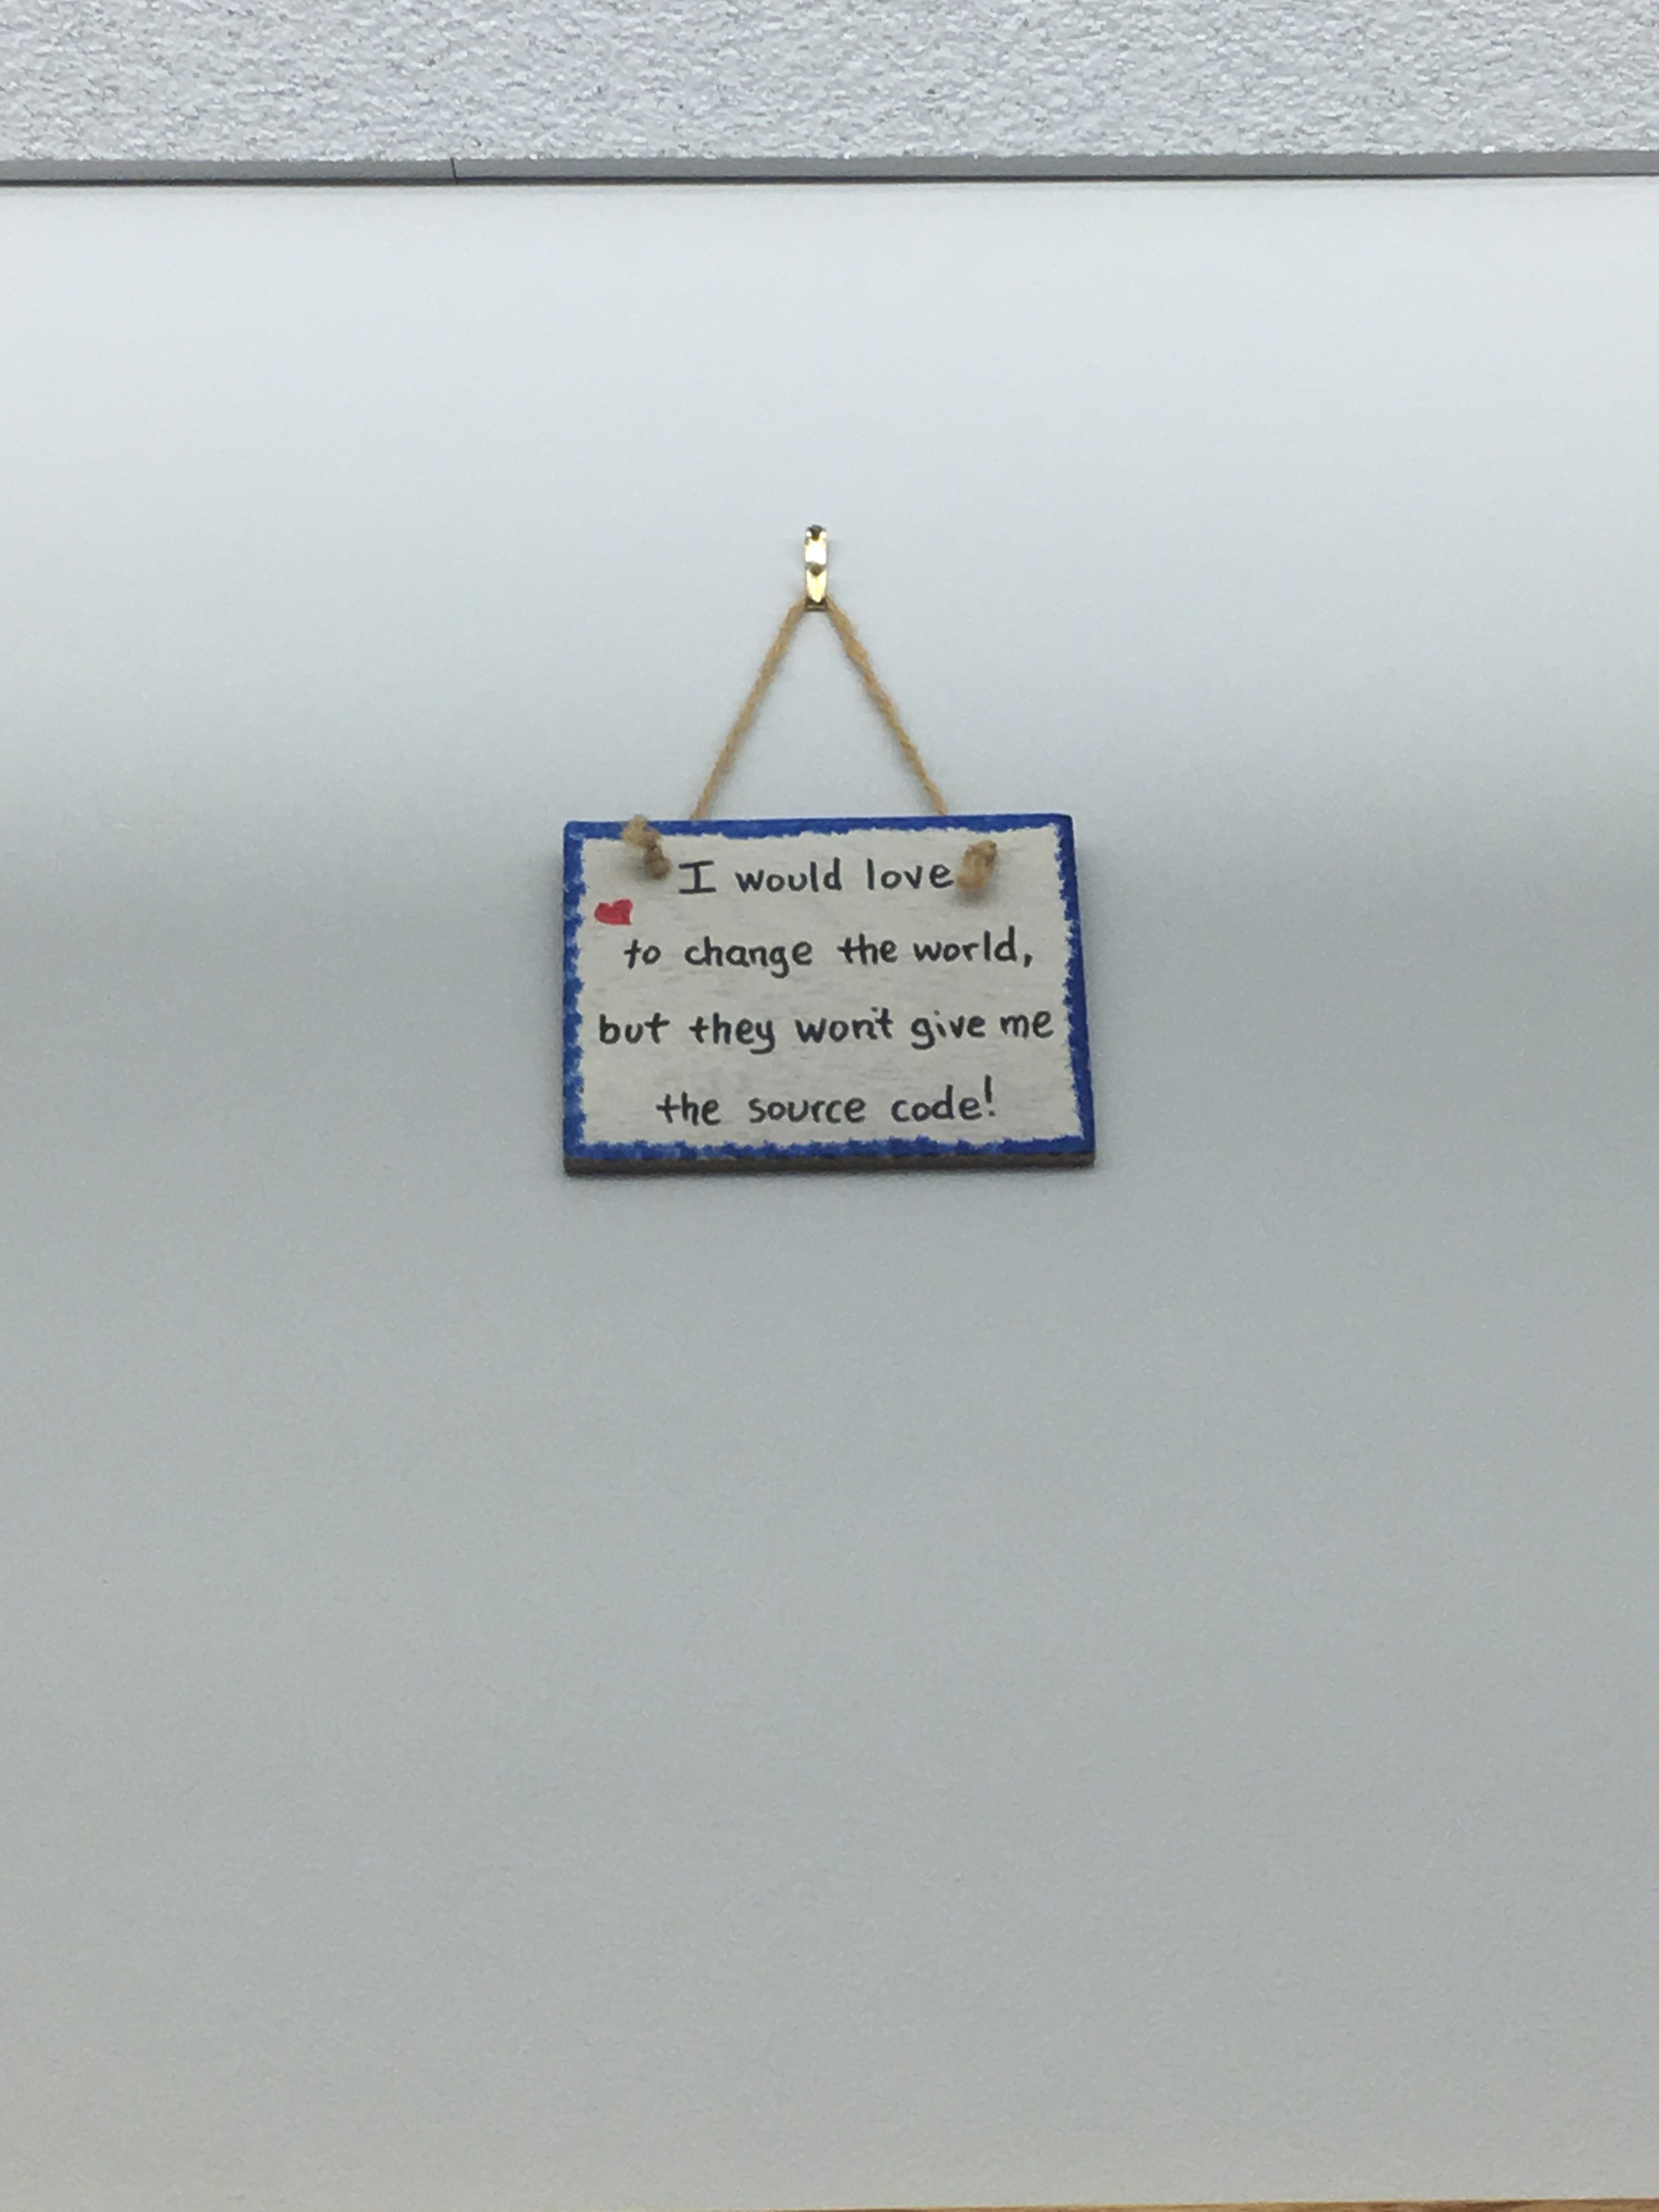 I would love
to change the world,
but they won't give me
the source code!